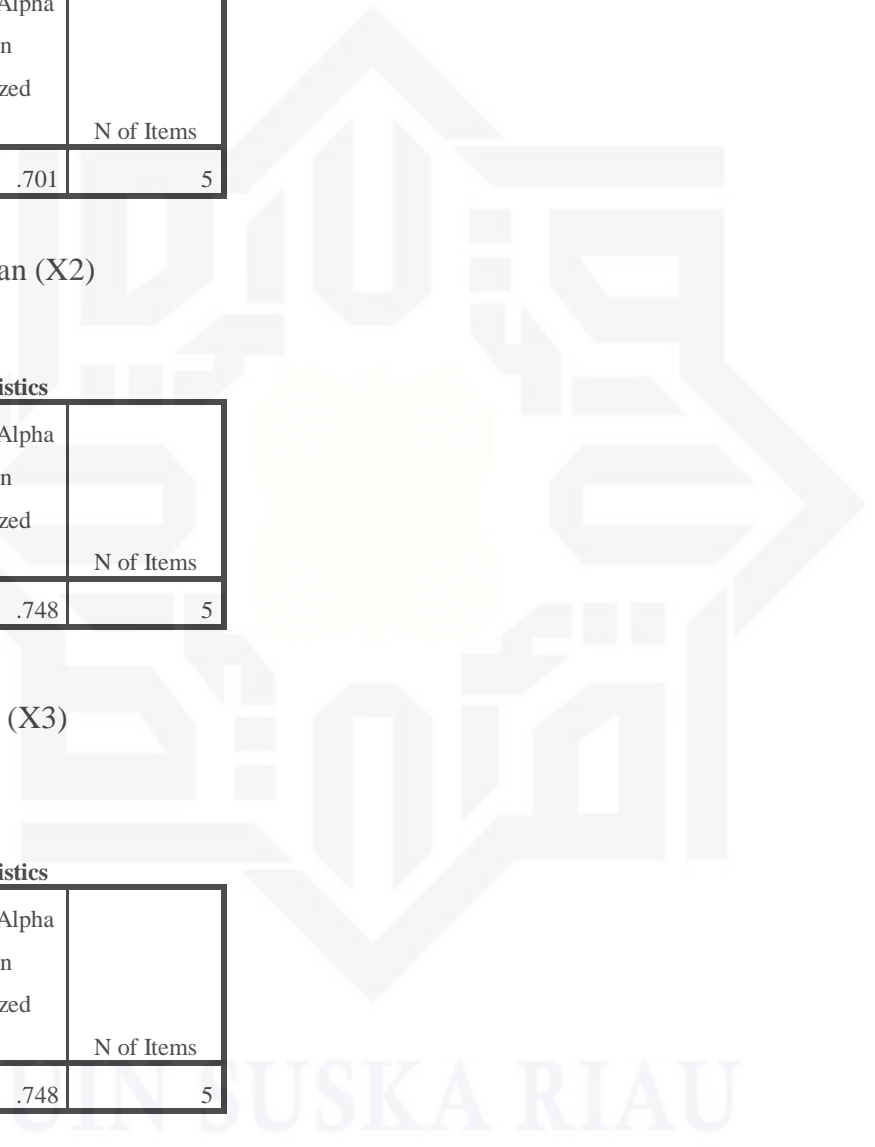 Alpha
n
zed
N of Items
.701 5
an (X2)
istics
Alpha
n
zed
N of Items
.748 5
(X3)
istics
Alpha
n
zed
N of Items
.748 5
UIN SUSKA RIAU